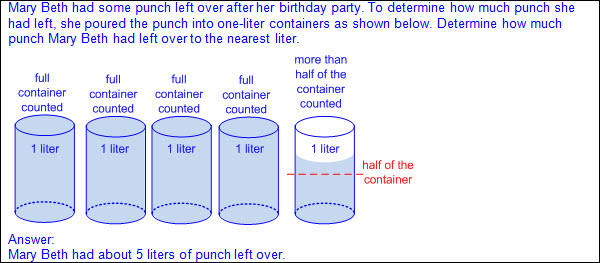 Mary Beth had some punch left over after her birthday party. To determine how much punch she
had left, she poured the punch into one-liter containers as shown below. Determine how much
punch Mary Beth had left over to the nearest liter.
full
container
counted
full
container
counted
full
container
counted
full
container
counted
more than
half of the
container
counted
1 liter
1 liter
1 liter
1 liter
1 liter
half of the
container
Answer:
Mary Beth had about 5 liters of punch left over.